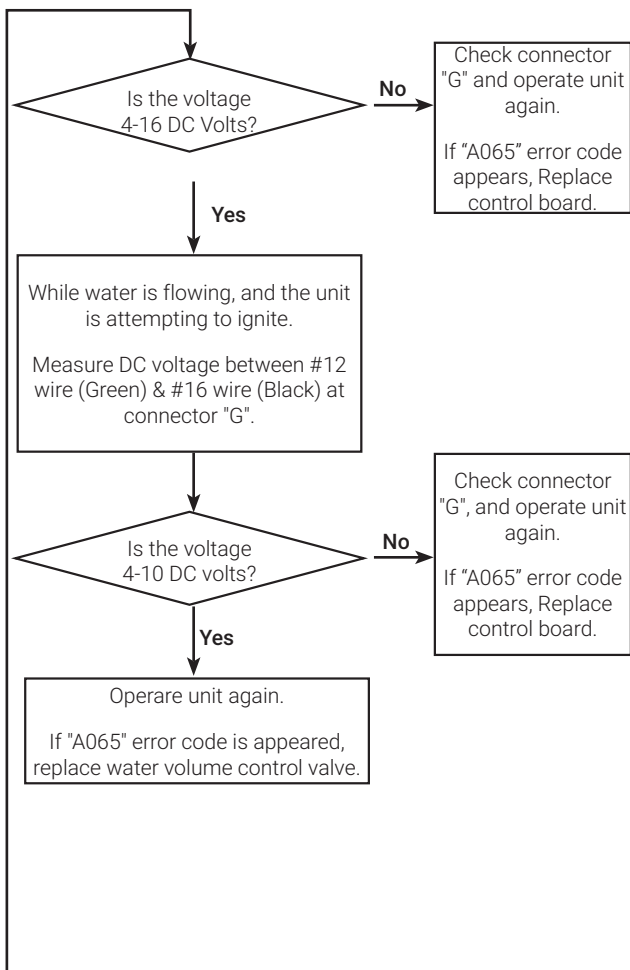 Is the voltage
4-16 DC Volts?
No
Check connector
"G" and operate unit
again.
If “A065” error code
appears, Replace
control board.
Yes
While water is flowing, and the unit
is attempting to ignite.
Measure DC voltage between #12
wire (Green) & #16 wire (Black) at
connector "G".
Is the voltage
4-10 DC volts?
No
Check connector
"G", and operate unit
again.
If “A065” error code
appears, Replace
control board.
Yes
Operare unit again.
If "A065" error code is appeared,
replace water volume control valve.